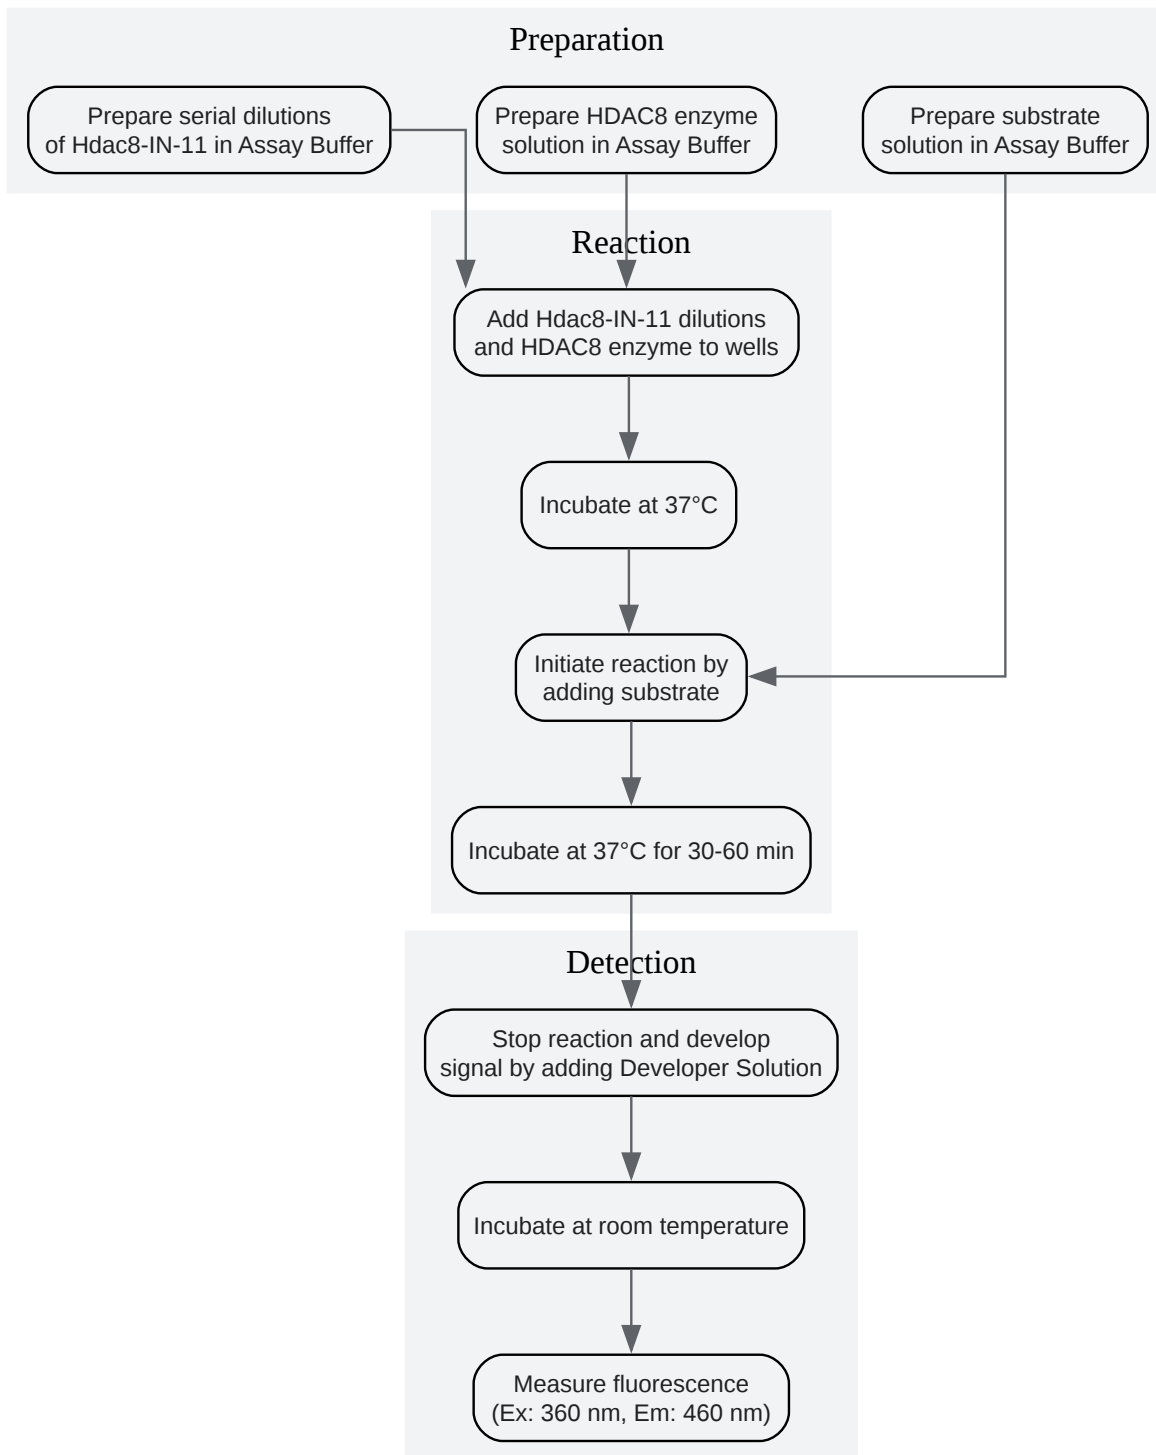 Preparation
Prepare serial dilutions
of Hdac8-IN-11 in Assay Buffer
Prepare HDAC8 enzyme
solution in Assay Buffer
Prepare substrate
solution in Assay Buffer
Reaction
Add Hdac8-IN-11 dilutions
and HDAC8 enzyme to wells
Incubate at 37°C
Initiate reaction by
adding substrate
Incubate at 37°C for 30-60 min
Detection
Stop reaction and develop
signal by adding Developer Solution
Incubate at room temperature
Measure fluorescence
(Ex: 360 nm, Em: 460 nm)